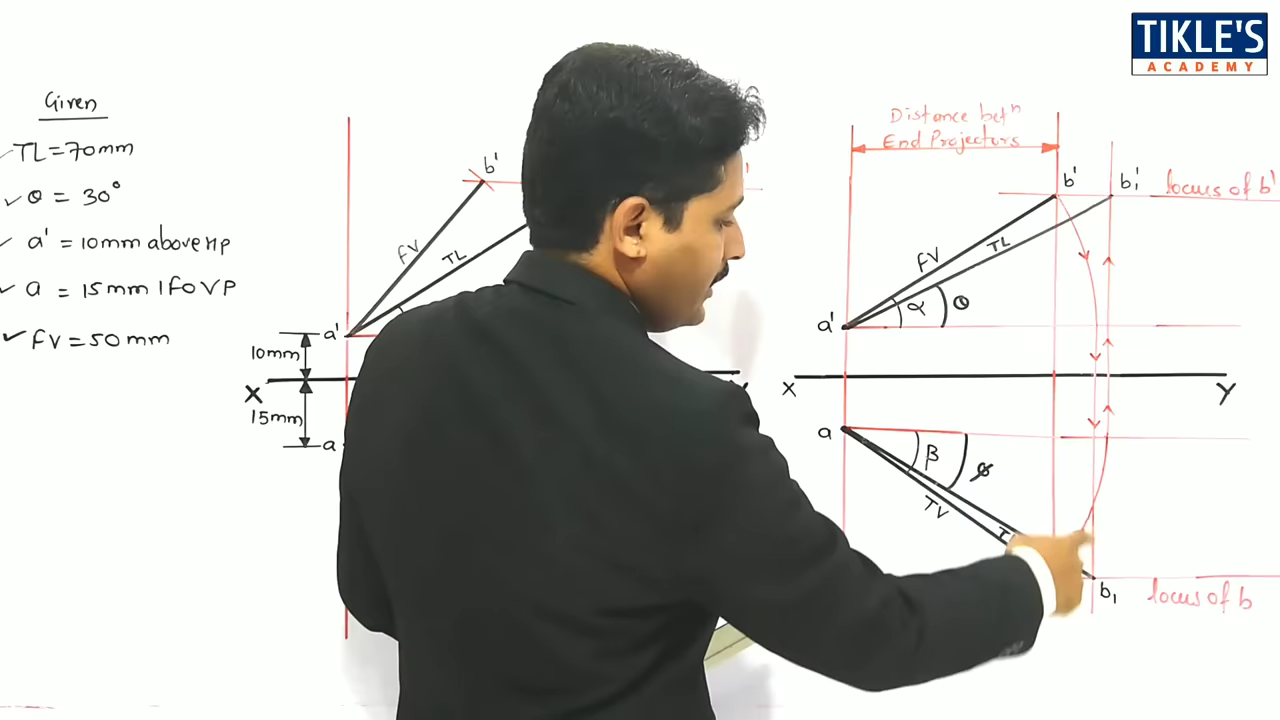 TIKLE'S
ACADEMY
Given
TL = 70mm
θ = 30°
a' = 10mm above HP
a = 15mm IFOVP
FV = 50mm
b'
FV
TL
a'
10mm
X
15mm
a
Distance betⁿ
End Projectors
b'
b₁'
locus of b'
FV
TL
a'
α
θ
X
Y
a
β
ø
TV
b₁
locus of b